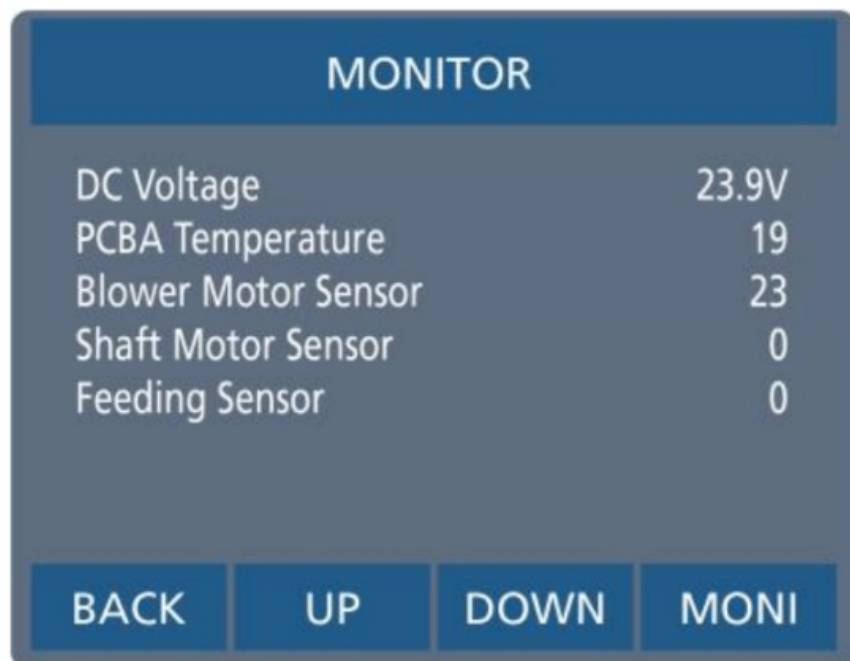 MONITOR
DC Voltage 23.9V
PCBA Temperature 19
Blower Motor Sensor 23
Shaft Motor Sensor 0
Feeding Sensor 0
BACK UP DOWN MONI